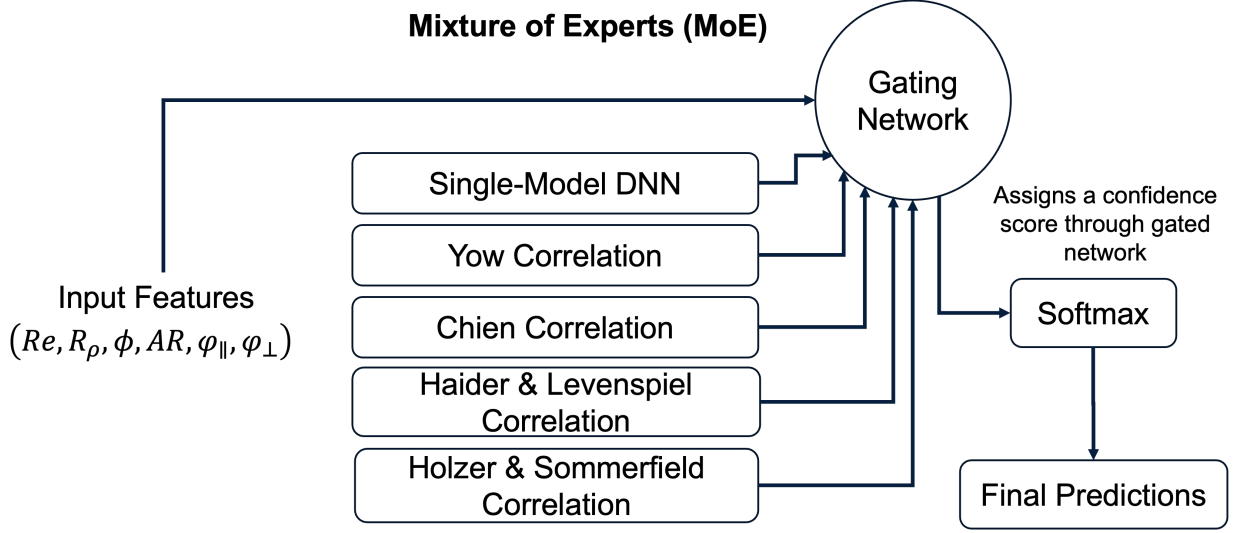 Mixture of Experts (MoE)
Gating
Network
Single-Model DNN
Yow Correlation
Chien Correlation
Haider & Levenspiel
Correlation
Holzer & Sommerfield
Correlation
Input Features
(Re, R_ρ, ϕ, AR, φ_∥, φ_⊥)
Assigns a confidence
score through gated
network
Softmax
Final Predictions